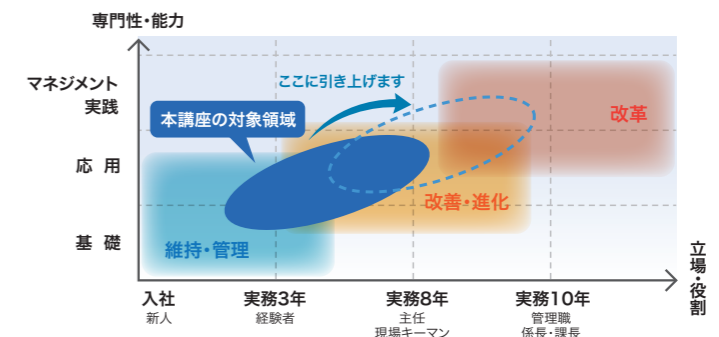 専門性・能力
マネジメント
実践
応 用
基 礎
ここに引き上げます
本講座の対象領域
改革
改善・進化
維持・管理
入社
新人
実務3年
経験者
実務8年
主任
現場キーマン
実務10年
管理職
係長・課長
立場・役割